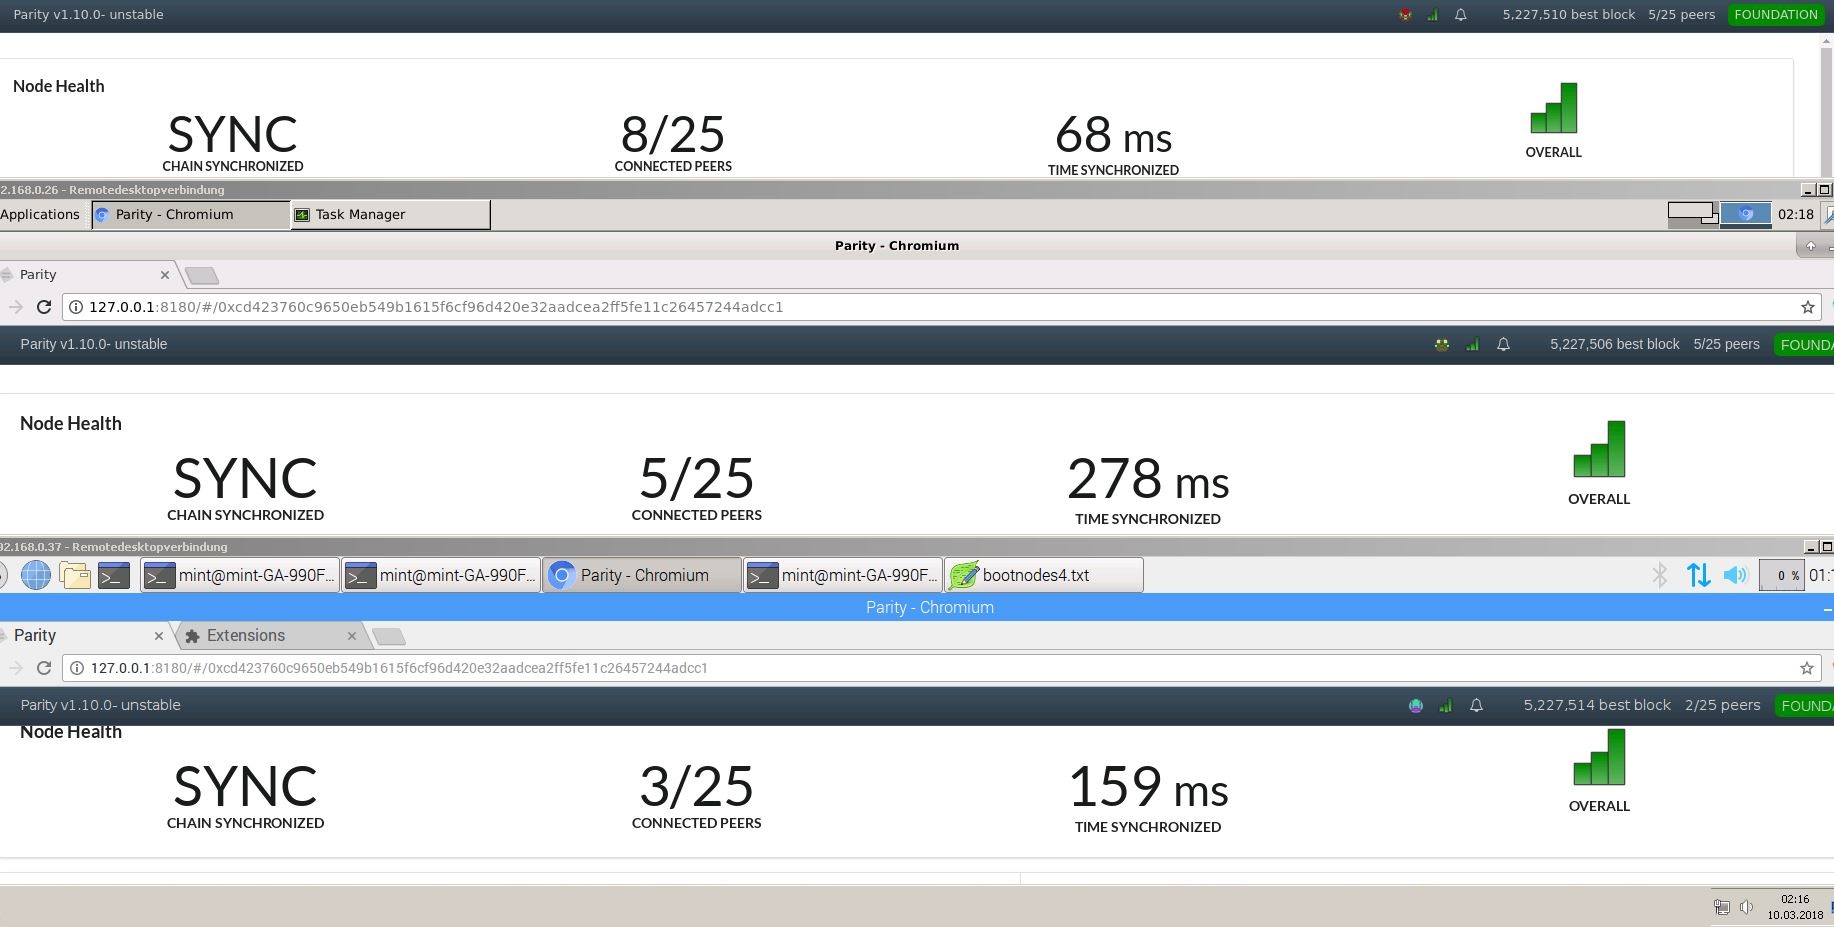 Parity v1.10.0- unstable 5,227,510 best block 5/25 peers FOUNDATION
Node Health
SYNC 8/25 68 ms
CHAIN SYNCHRONIZED CONNECTED PEERS TIME SYNCHRONIZED OVERALL
2.168.0.26 - Remotedesktopverbindung
Applications Parity - Chromium Task Manager 02:18
Parity - Chromium
Parity
127.0.0.1:8180/#/0xcd423760c9650eb549b1615f6cf96d420e32aadcea2ff5fe11c26457244adcc1
Parity v1.10.0- unstable 5,227,506 best block 5/25 peers FOUNDA
Node Health
SYNC 5/25 278 ms
CHAIN SYNCHRONIZED CONNECTED PEERS TIME SYNCHRONIZED OVERALL
92.168.0.37 - Remotedesktopverbindung
mint@mint-GA-990F... mint@mint-GA-990F... Parity - Chromium mint@mint-GA-990F... bootnodes4.txt 0 %
Parity - Chromium
Parity Extensions
127.0.0.1:8180/#/0xcd423760c9650eb549b1615f6cf96d420e32aadcea2ff5fe11c26457244adcc1
Parity v1.10.0- unstable 5,227,514 best block 2/25 peers FOUNDA
Node Health
SYNC 3/25 159 ms
CHAIN SYNCHRONIZED CONNECTED PEERS TIME SYNCHRONIZED OVERALL
02:16
10.03.2018